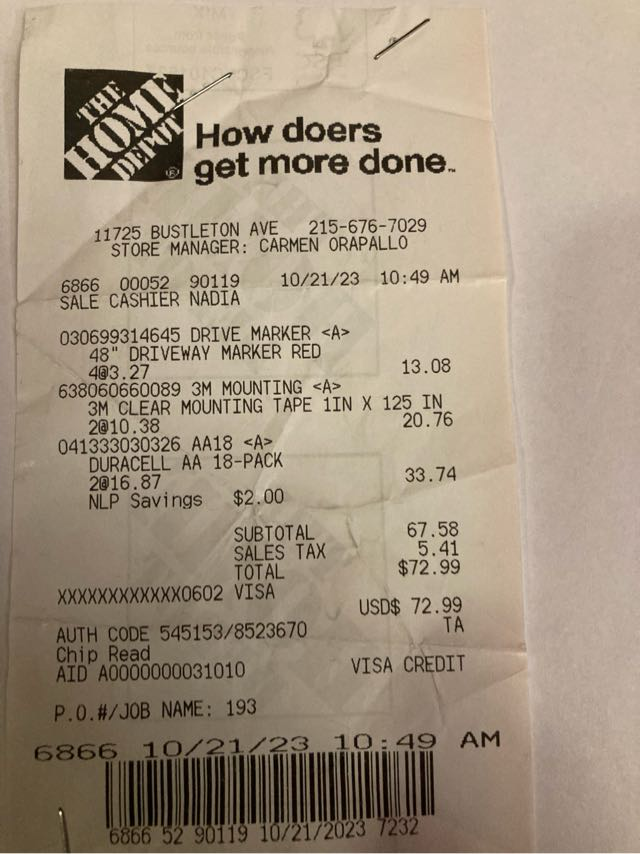 THE
HOME
DEPOT
®
How doers
get more done.™
11725 BUSTLETON AVE 215-676-7029
STORE MANAGER: CARMEN ORAPALLO
6866 00052 90119 10/21/23 10:49 AM
SALE CASHIER NADIA
030699314645 DRIVE MARKER <A>
48" DRIVEWAY MARKER RED
4@3.27 13.08
638060660089 3M MOUNTING <A>
3M CLEAR MOUNTING TAPE 1IN X 125 IN
2@10.38 20.76
041333030326 AA18 <A>
DURACELL AA 18-PACK
2@16.87 33.74
NLP Savings $2.00
SUBTOTAL 67.58
SALES TAX 5.41
TOTAL $72.99
XXXXXXXXXXXX0602 VISA
USD$ 72.99
AUTH CODE 545153/8523670 TA
Chip Read
AID A0000000031010 VISA CREDIT
P.O.#/JOB NAME: 193
6866 10/21/23 10:49 AM
6866 52 90119 10/21/2023 7232